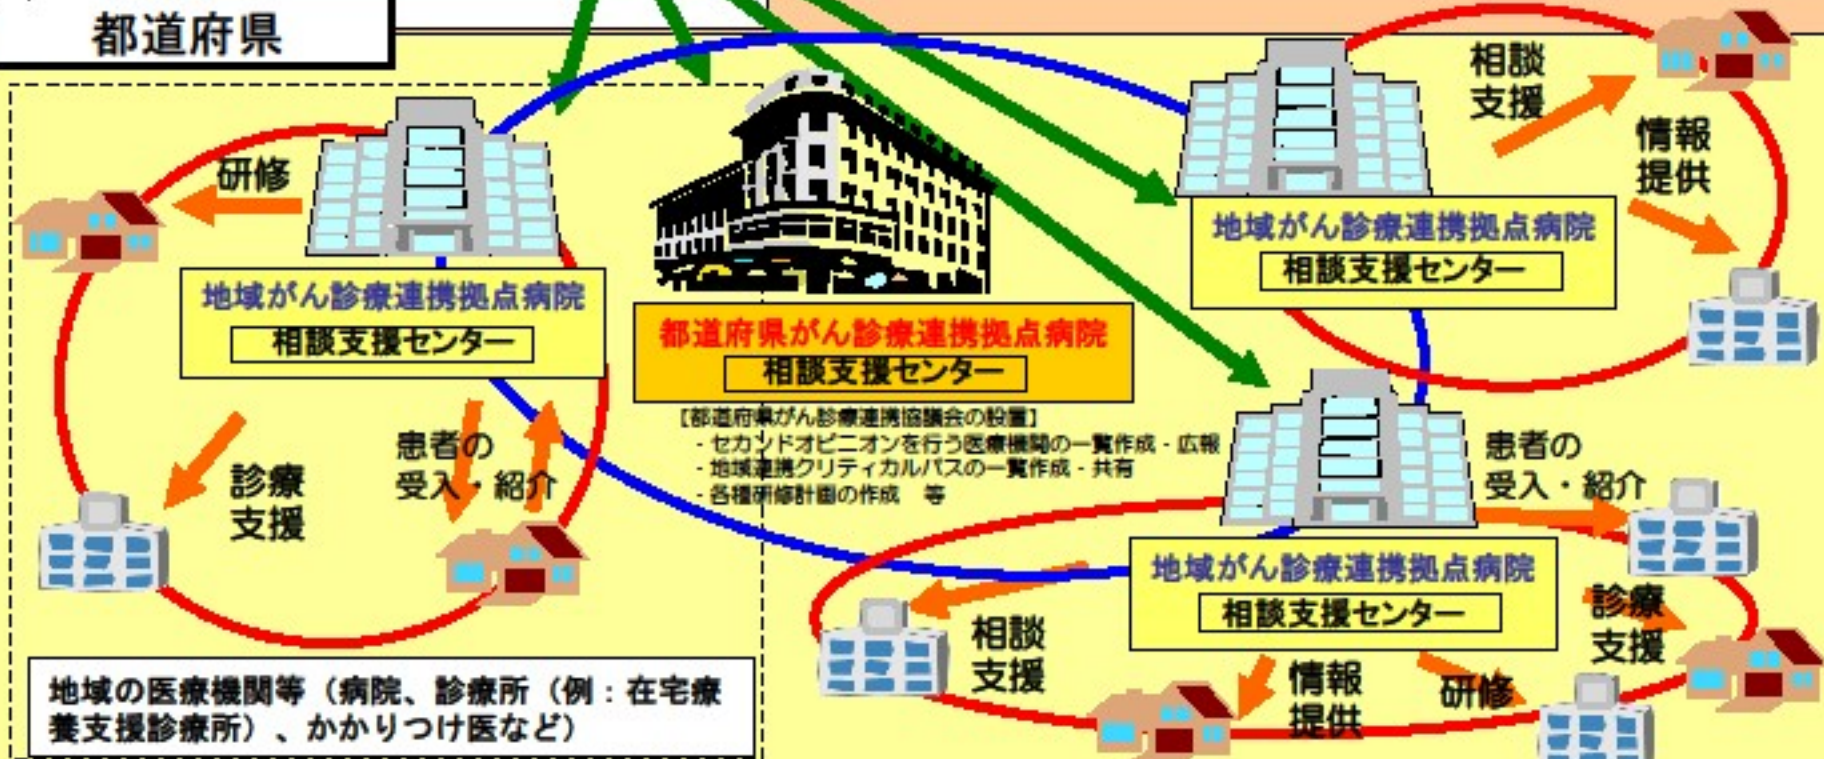 都道府県
研修
地域がん診療連携拠点病院
相談支援センター
診療
支援
患者の
受入・紹介
地域の医療機関等（病院、診療所（例：在宅療
養支援診療所）、かかりつけ医など）
都道府県がん診療連携拠点病院
相談支援センター
【都道府県がん診療連携協議会の設置】
- セカンドオピニオンを行う医療機関の一覧作成 - 広報
- 地域連携クリティカルパスの一覧作成 - 共有
- 各種研修計画の作成　等
相談
支援
情報
提供
地域がん診療連携拠点病院
相談支援センター
患者の
受入・紹介
地域がん診療連携拠点病院
相談支援センター
診療
支援
相談
支援
情報
提供
研修